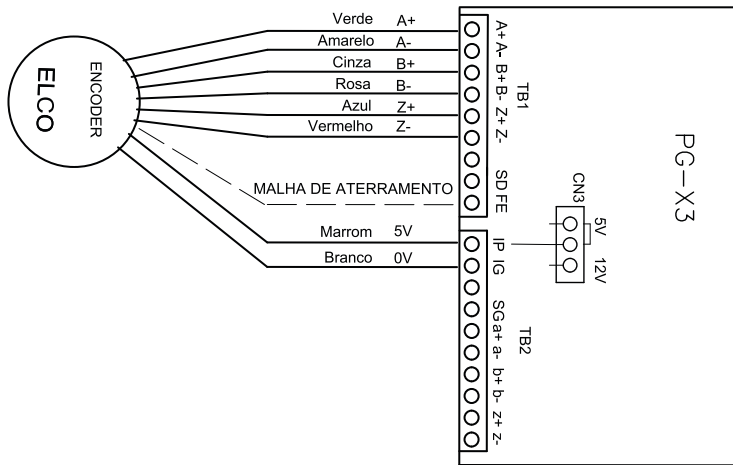 Verde A+
Amarelo A-
Cinza B+
Rosa B-
Azul Z+
Vermelho Z-
MALHA DE ATERRAMENTO
Marrom 5V
Branco 0V
ENCODER
ELCO
A+ A- B+ B- Z+ Z- SD FE
TB1
IP IG SG a+ a- b+ b- z+ z-
TB2
CN3
5V 12V
PG-X3